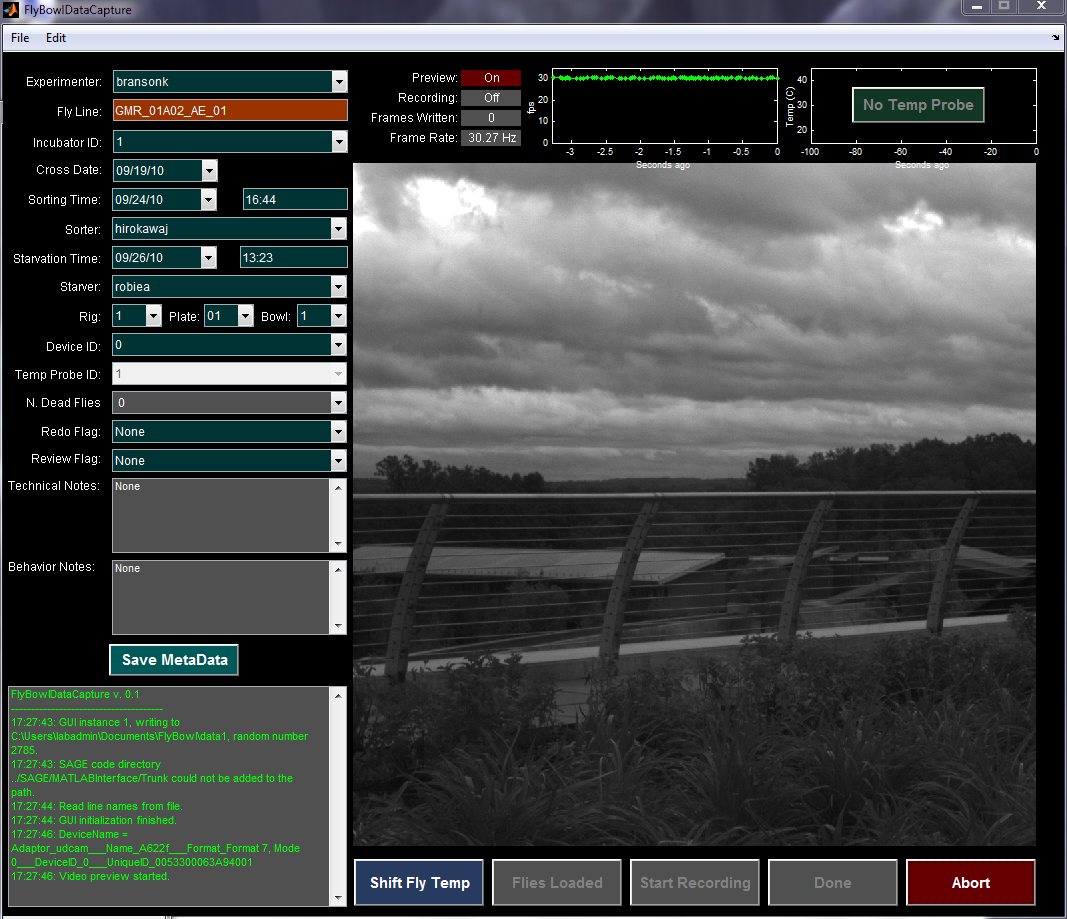 FlyBowlDataCapture
File Edit
Experimenter: bransonk
Fly Line: GMR_01A02_AE_01
Incubator ID: 1
Cross Date: 09/19/10
Sorting Time: 09/24/10 16:44
Sorter: hirokawaj
Starvation Time: 09/26/10 13:23
Starver: robiea
Rig: 1 Plate: 01 Bowl: 1
Device ID: 0
Temp Probe ID: 1
N. Dead Flies 0
Redo Flag: None
Review Flag: None
Technical Notes: None
Behavior Notes: None
Save MetaData
FlyBowlDataCapture v. 0.1
-------------------------------------------
17:27:43: GUI instance 1, writing to
C:\Users\labadmin\Documents\FlyBowl\data1, random number
2785.
17:27:43: SAGE code directory
../SAGE/MATLABInterface/Trunk could not be added to the
path.
17:27:44: Read line names from file.
17:27:44: GUI initialization finished.
17:27:46: DeviceName =
Adaptor_udcam___Name_A622f___Format_Format 7, Mode
0___DeviceID_0___UniqueID_0053300063A94001
17:27:46: Video preview started.
Preview: On
Recording: Off
Frames Written: 0
Frame Rate: 30.27 Hz
fps
30
20
10
0
-3 -2.5 -2 -1.5 -1 -0.5 0
Seconds ago
Temp (C)
40
30
20
No Temp Probe
-100 -80 -60 -40 -20 0
Seconds ago
Shift Fly Temp Flies Loaded Start Recording Done Abort